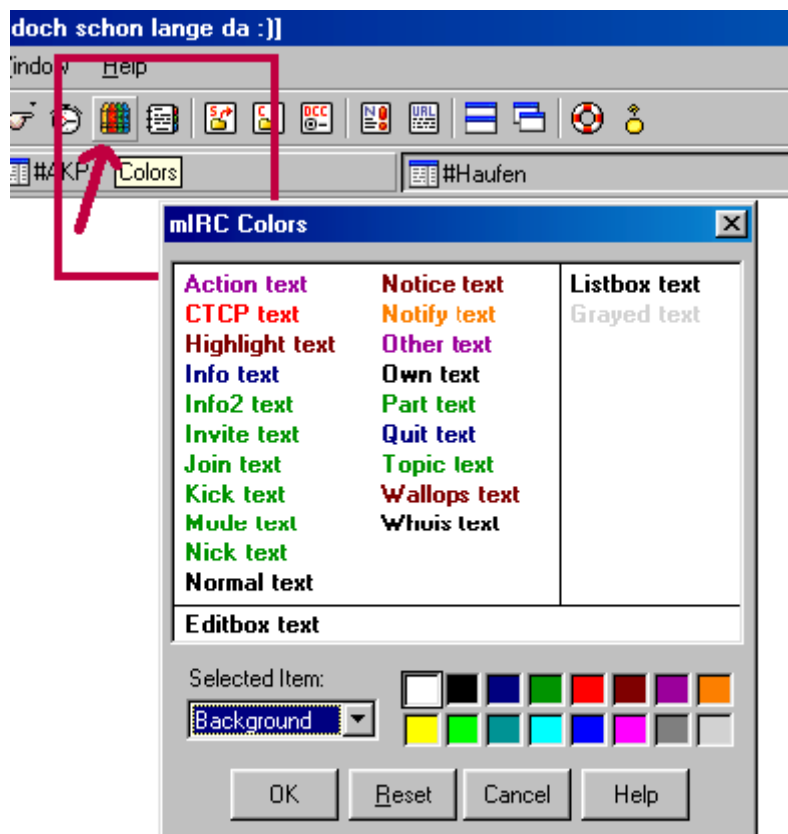 doch schon lange da :)]
indow Help
#AKP Colors #Haufen
mIRC Colors
Action text Notice text Listbox text
CTCP text Notify text Grayed text
Highlight text Other text
Info text Own text
Info2 text Part text
Invite text Quit text
Join text Topic text
Kick text Wallops text
Mode text Whois text
Nick text
Normal text
Editbox text
Selected Item:
Background
OK Reset Cancel Help